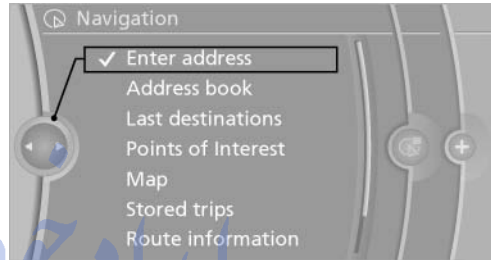 Navigation
Enter address
Address book
Last destinations
Points of Interest
Map
Stored trips
Route information